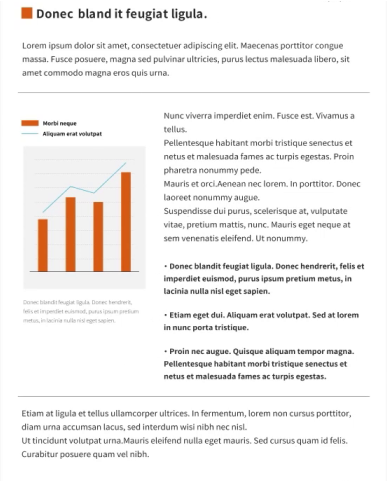 Donec bland it feugiat ligula.
Lorem ipsum dolor sit amet, consectetuer adipiscing elit. Maecenas porttitor congue
massa. Fusce posuere, magna sed pulvinar ultricies, purus lectus malesuada libero, sit
amet commodo magna eros quis urna.
Morbi neque
Aliquam erat volutpat
Donec blandit feugiat ligula. Donec hendrerit,
felis et imperdiet euismod, purus ipsum pretium
metus, in lacinia nulla nisl eget sapien.
Nunc viverra imperdiet enim. Fusce est. Vivamus a
tellus.
Pellentesque habitant morbi tristique senectus et
netus et malesuada fames ac turpis egestas. Proin
pharetra nonummy pede.
Mauris et orci.Aenean nec lorem. In porttitor. Donec
laoreet nonummy augue.
Suspendisse dui purus, scelerisque at, vulputate
vitae, pretium mattis, nunc. Mauris eget neque at
sem venenatis eleifend. Ut nonummy.
• Donec blandit feugiat ligula. Donec hendrerit, felis et
imperdiet euismod, purus ipsum pretium metus, in
lacinia nulla nisl eget sapien.
• Etiam eget dui. Aliquam erat volutpat. Sed at lorem
in nunc porta tristique.
• Proin nec augue. Quisque aliquam tempor magna.
Pellentesque habitant morbi tristique senectus et
netus et malesuada fames ac turpis egestas.
Etiam at ligula et tellus ullamcorper ultrices. In fermentum, lorem non cursus porttitor,
diam urna accumsan lacus, sed interdum wisi nibh nec nisl.
Ut tincidunt volutpat urna.Mauris eleifend nulla eget mauris. Sed cursus quam id felis.
Curabitur posuere quam vel nibh.